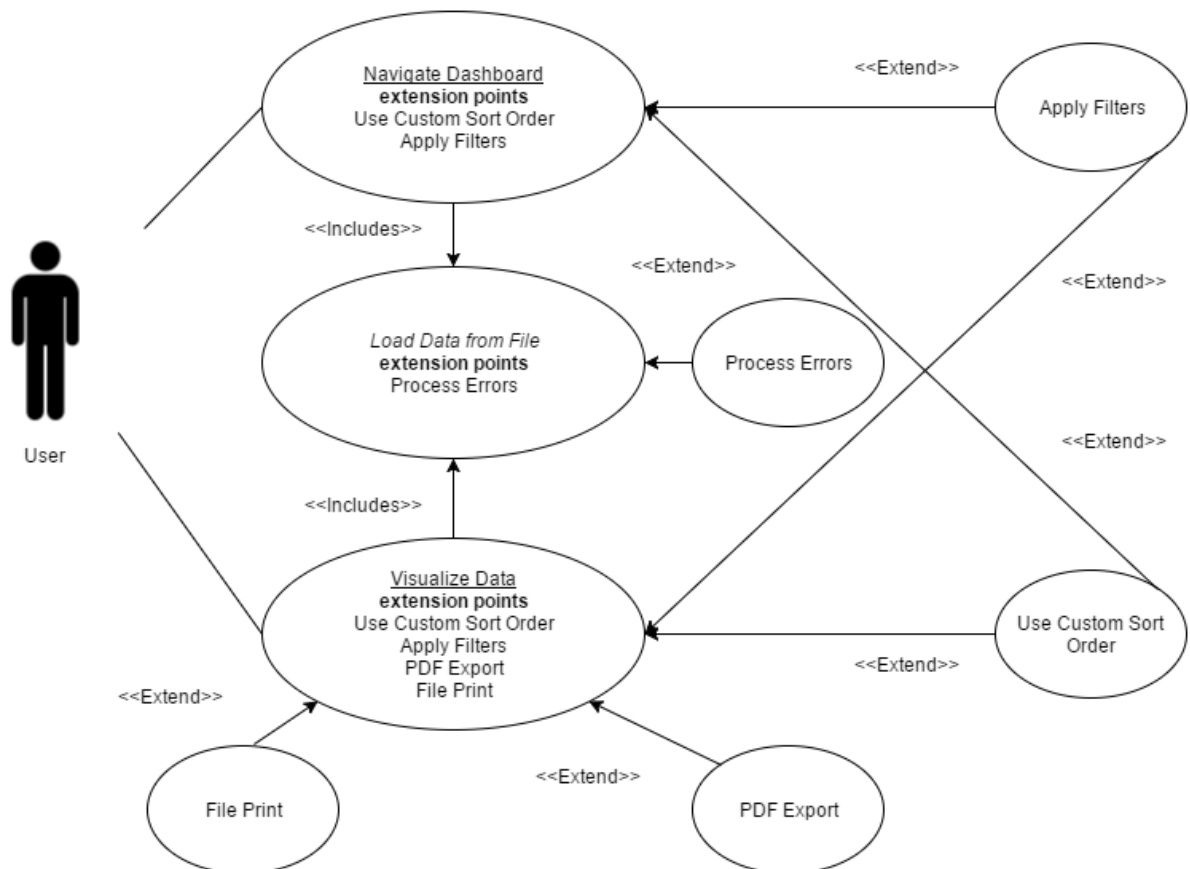 Navigate Dashboard
extension points
Use Custom Sort Order
Apply Filters
<<Extend>>
Apply Filters
<<Includes>>
<<Extend>>
<<Extend>>
Load Data from File
extension points
Process Errors
Process Errors
User
<<Extend>>
<<Includes>>
Visualize Data
extension points
Use Custom Sort Order
Apply Filters
PDF Export
File Print
Use Custom Sort
Order
<<Extend>>
<<Extend>>
<<Extend>>
File Print
PDF Export